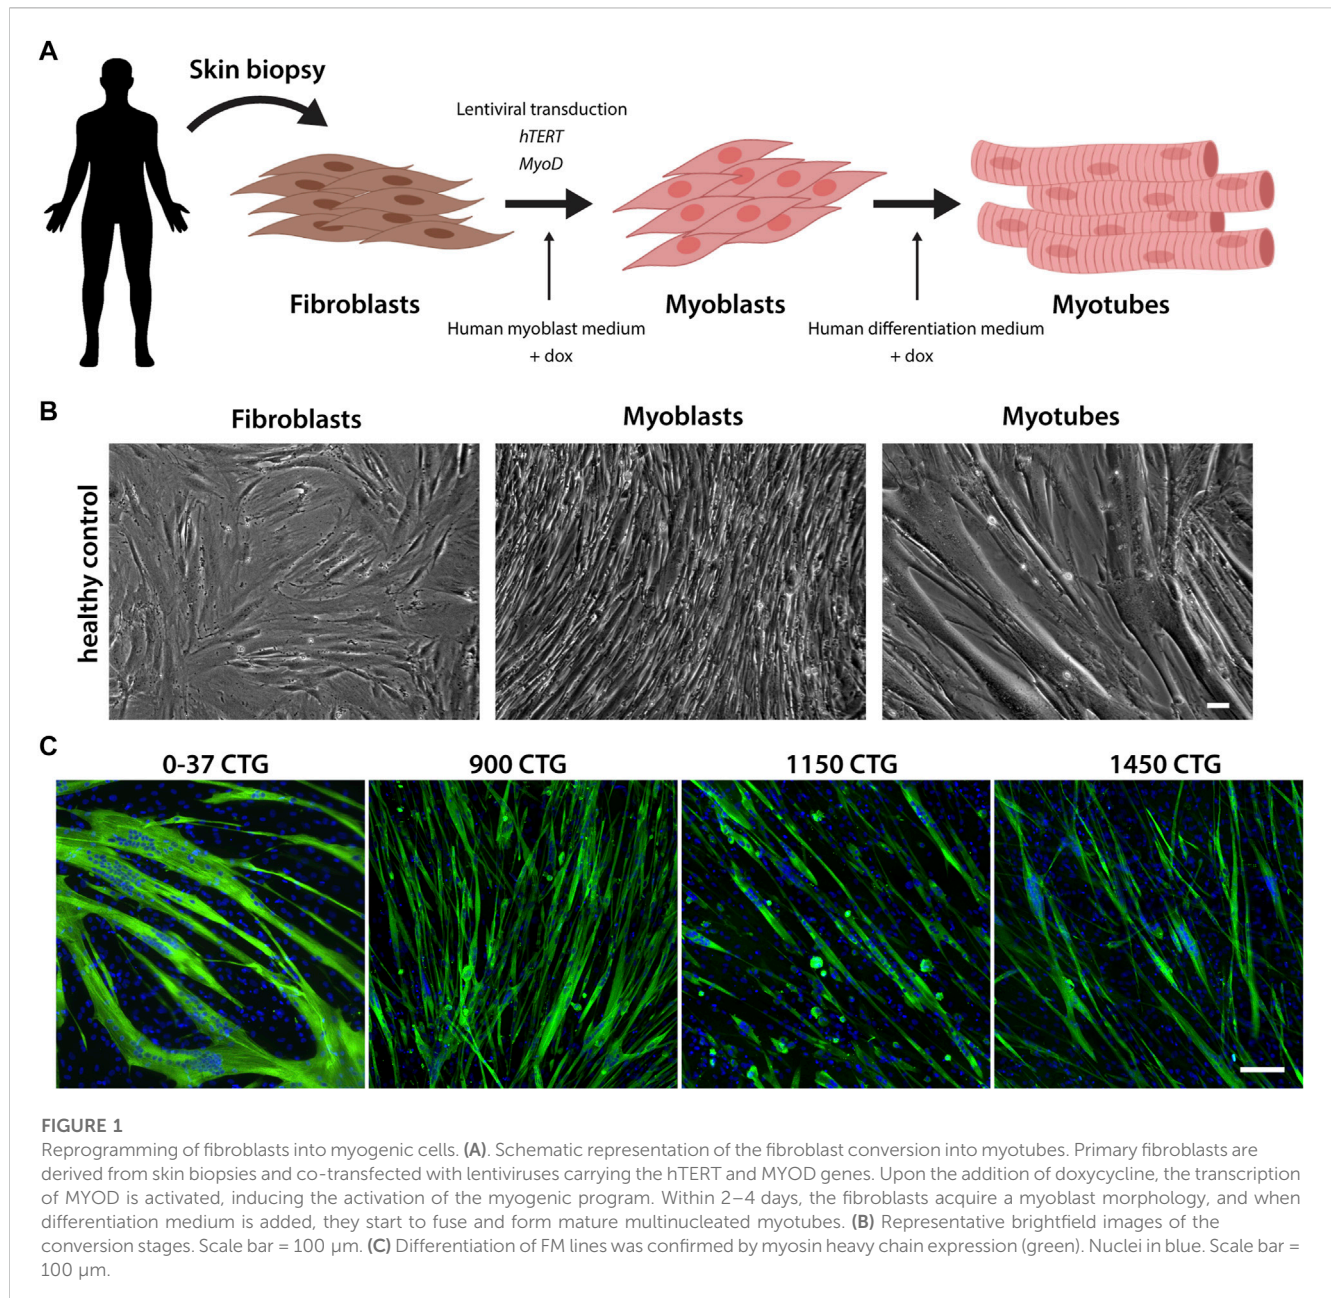 A
Skin biopsy
Lentiviral transduction
hTERT
MyoD
Fibroblasts
Myoblasts
Myotubes
Human myoblast medium
+ dox
Human differentiation medium
+ dox
B
Fibroblasts
Myoblasts
Myotubes
healthy control
C
0-37 CTG
900 CTG
1150 CTG
1450 CTG
FIGURE 1
Reprogramming of fibroblasts into myogenic cells. (A). Schematic representation of the fibroblast conversion into myotubes. Primary fibroblasts are
derived from skin biopsies and co-transfected with lentiviruses carrying the hTERT and MYOD genes. Upon the addition of doxycycline, the transcription
of MYOD is activated, inducing the activation of the myogenic program. Within 2–4 days, the fibroblasts acquire a myoblast morphology, and when
differentiation medium is added, they start to fuse and form mature multinucleated myotubes. (B) Representative brightfield images of the
conversion stages. Scale bar = 100 μm. (C) Differentiation of FM lines was confirmed by myosin heavy chain expression (green). Nuclei in blue. Scale bar =
100 μm.